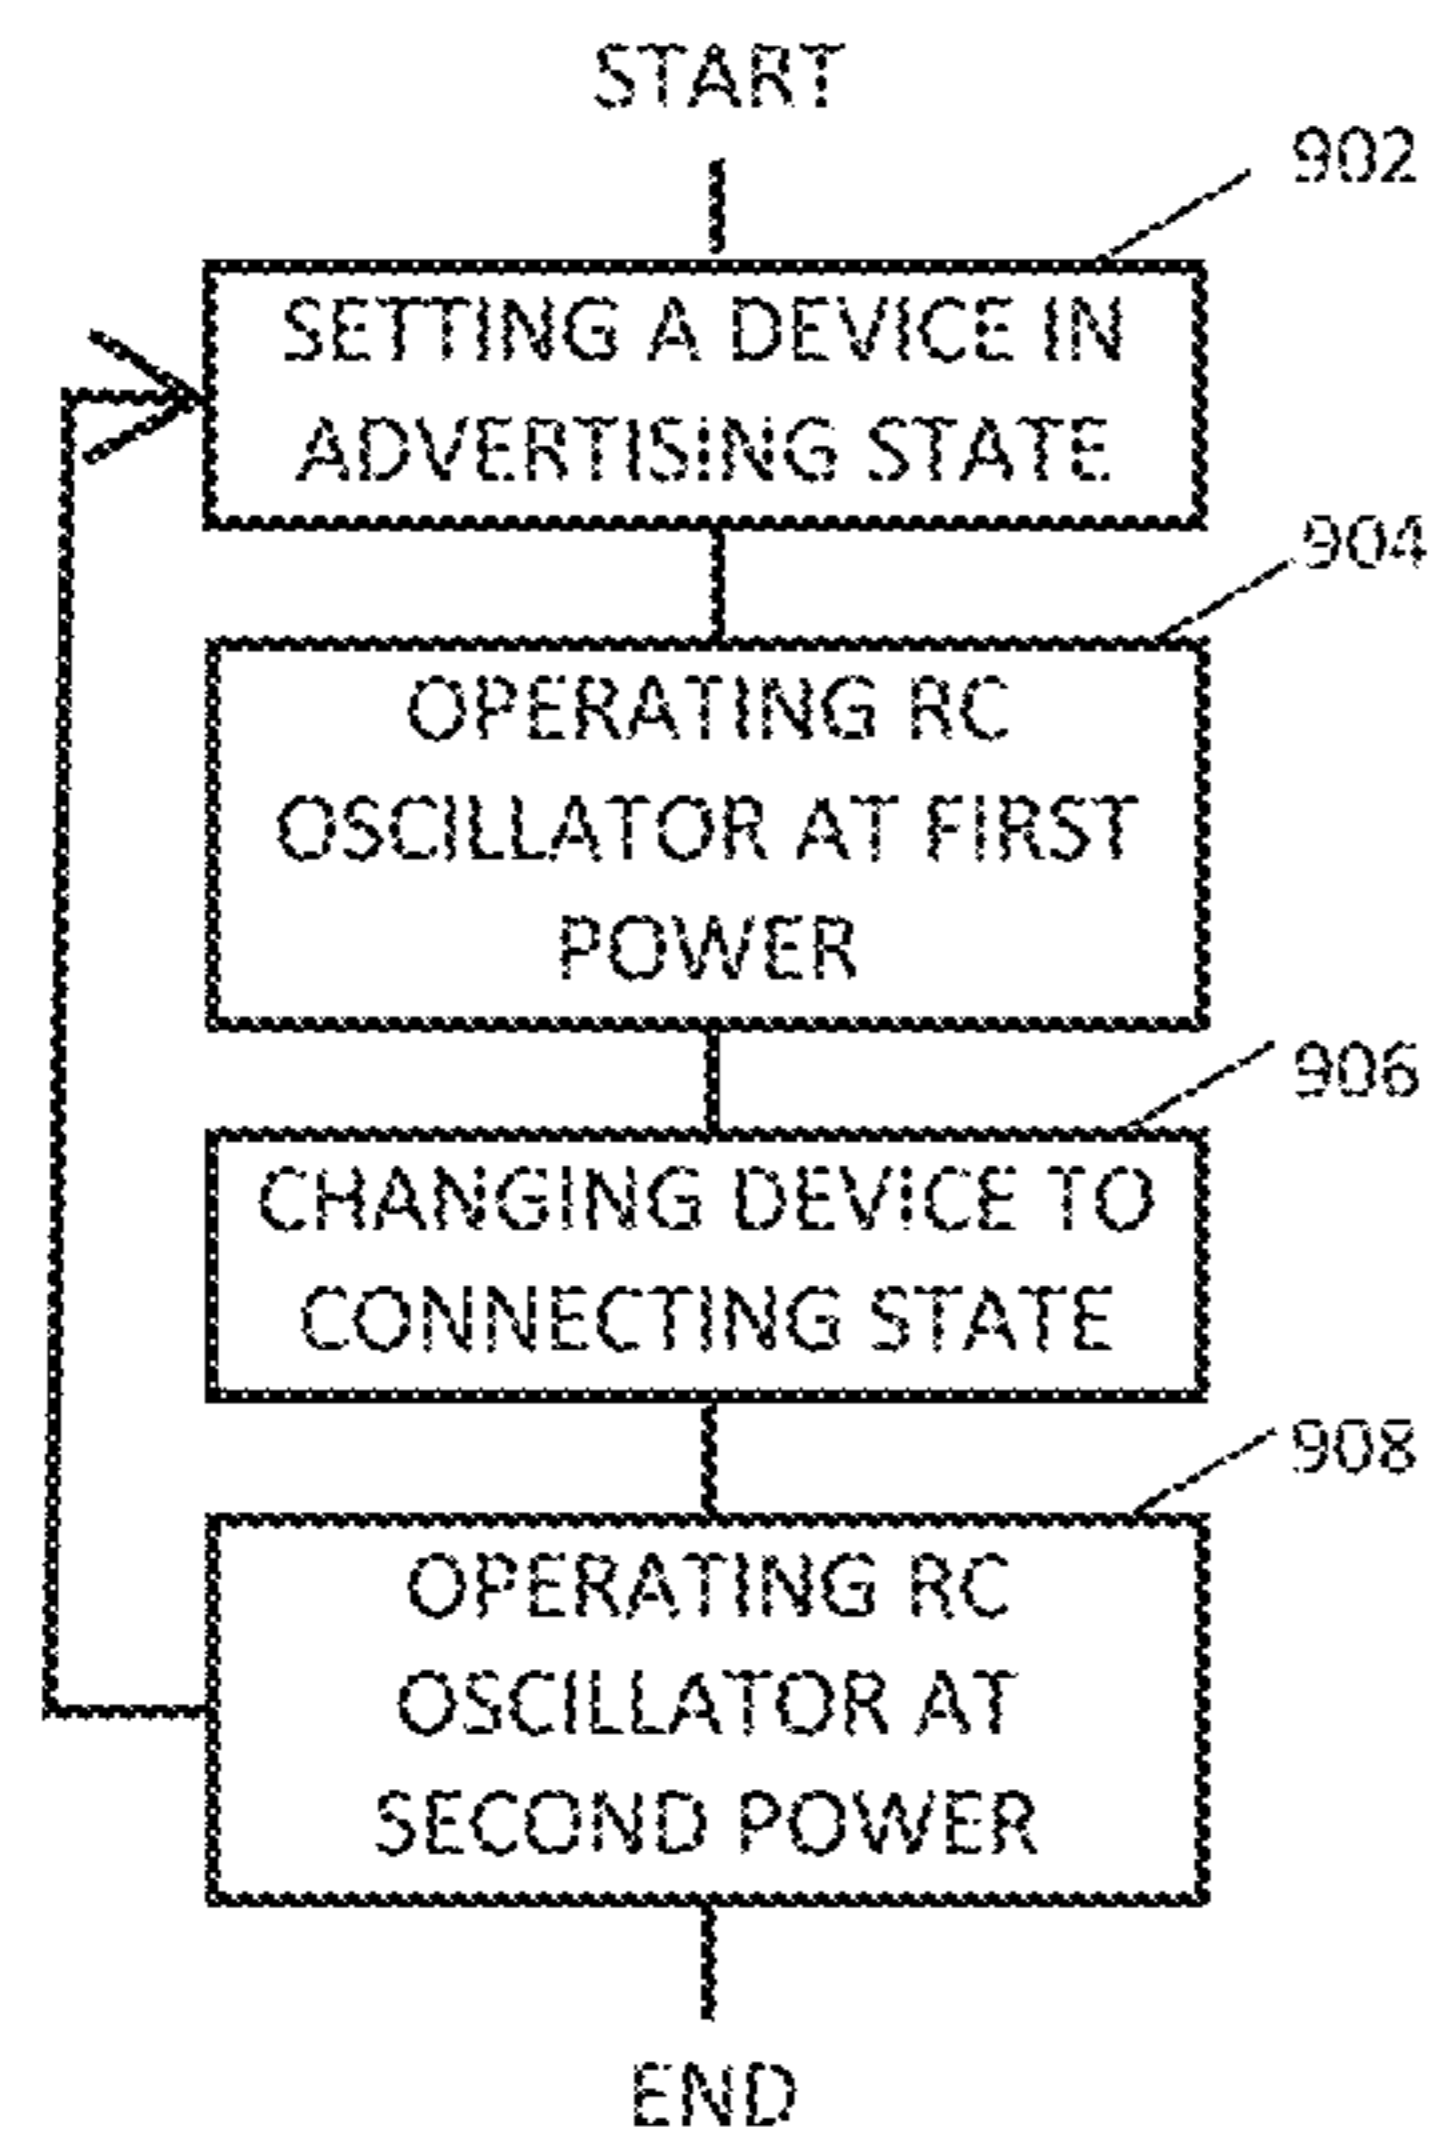 START
902
SETTING A DEVICE IN
ADVERTISING STATE
904
OPERATING RC
OSCILLATOR AT FIRST
POWER
906
CHANGING DEVICE TO
CONNECTING STATE
908
OPERATING RC
OSCILLATOR AT
SECOND POWER
END